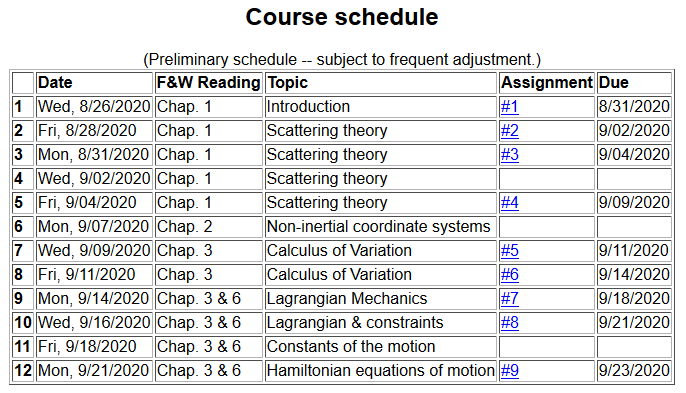 Course schedule
(Preliminary schedule -- subject to frequent adjustment.)
Date F&W Reading Topic Assignment Due
1 Wed, 8/26/2020 Chap. 1 Introduction #1 8/31/2020
2 Fri, 8/28/2020 Chap. 1 Scattering theory #2 9/02/2020
3 Mon, 8/31/2020 Chap. 1 Scattering theory #3 9/04/2020
4 Wed, 9/02/2020 Chap. 1 Scattering theory
5 Fri, 9/04/2020 Chap. 1 Scattering theory #4 9/09/2020
6 Mon, 9/07/2020 Chap. 2 Non-inertial coordinate systems
7 Wed, 9/09/2020 Chap. 3 Calculus of Variation #5 9/11/2020
8 Fri, 9/11/2020 Chap. 3 Calculus of Variation #6 9/14/2020
9 Mon, 9/14/2020 Chap. 3 & 6 Lagrangian Mechanics #7 9/18/2020
10 Wed, 9/16/2020 Chap. 3 & 6 Lagrangian & constraints #8 9/21/2020
11 Fri, 9/18/2020 Chap. 3 & 6 Constants of the motion
12 Mon, 9/21/2020 Chap. 3 & 6 Hamiltonian equations of motion #9 9/23/2020